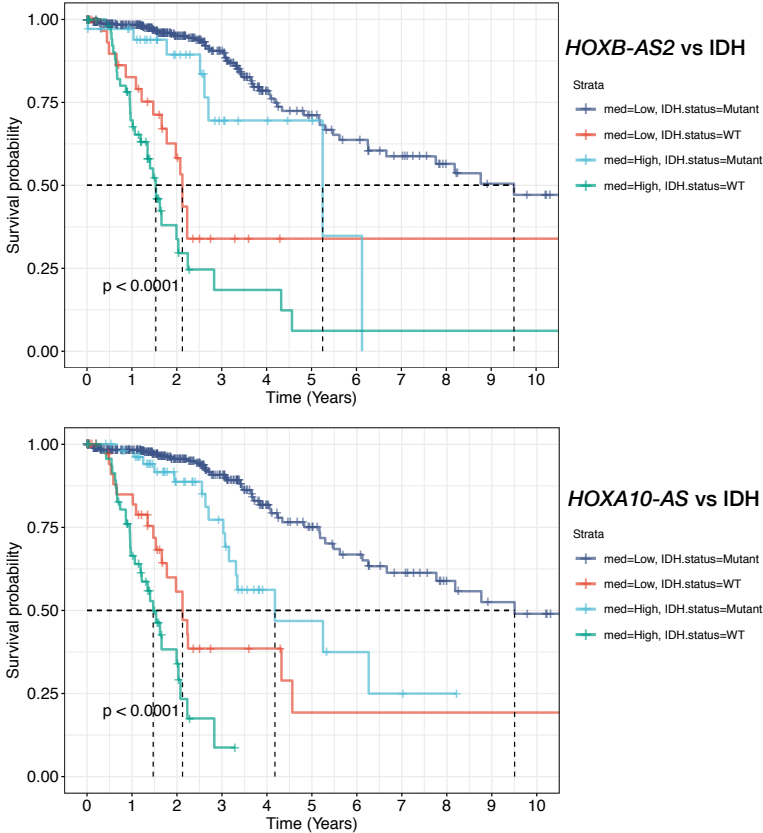 HOXB-AS2 vs IDH
Strata
med=Low, IDH.status=Mutant
med=Low, IDH.status=WT
med=High, IDH.status=Mutant
med=High, IDH.status=WT
Survival probability
1.00
0.75
0.50
0.25
0.00
p < 0.0001
0 1 2 3 4 5 6 7 8 9 10
Time (Years)
HOXA10-AS vs IDH
Strata
med=Low, IDH.status=Mutant
med=Low, IDH.status=WT
med=High, IDH.status=Mutant
med=High, IDH.status=WT
Survival probability
1.00
0.75
0.50
0.25
0.00
p < 0.0001
0 1 2 3 4 5 6 7 8 9 10
Time (Years)